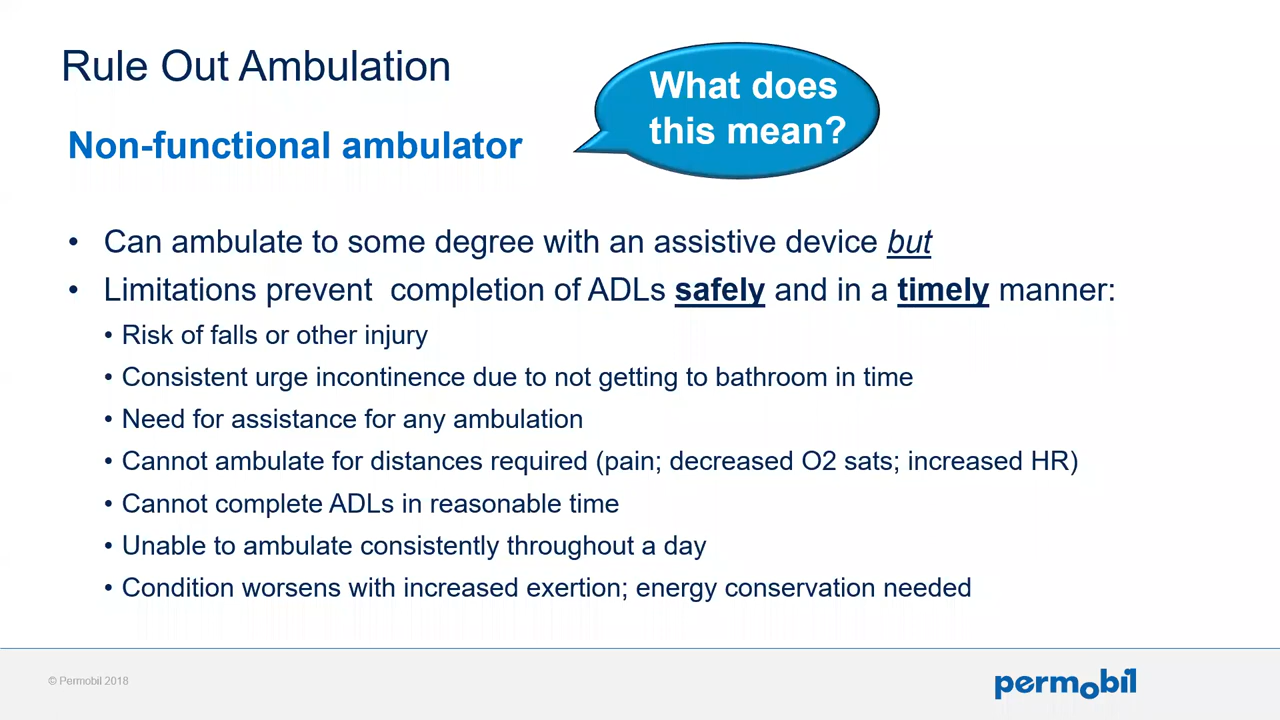 Rule Out Ambulation
What does
this mean?
Non-functional ambulator
• Can ambulate to some degree with an assistive device but
• Limitations prevent completion of ADLs safely and in a timely manner:
• Risk of falls or other injury
• Consistent urge incontinence due to not getting to bathroom in time
• Need for assistance for any ambulation
• Cannot ambulate for distances required (pain; decreased O2 sats; increased HR)
• Cannot complete ADLs in reasonable time
• Unable to ambulate consistently throughout a day
• Condition worsens with increased exertion; energy conservation needed
© Permobil 2018
permobil